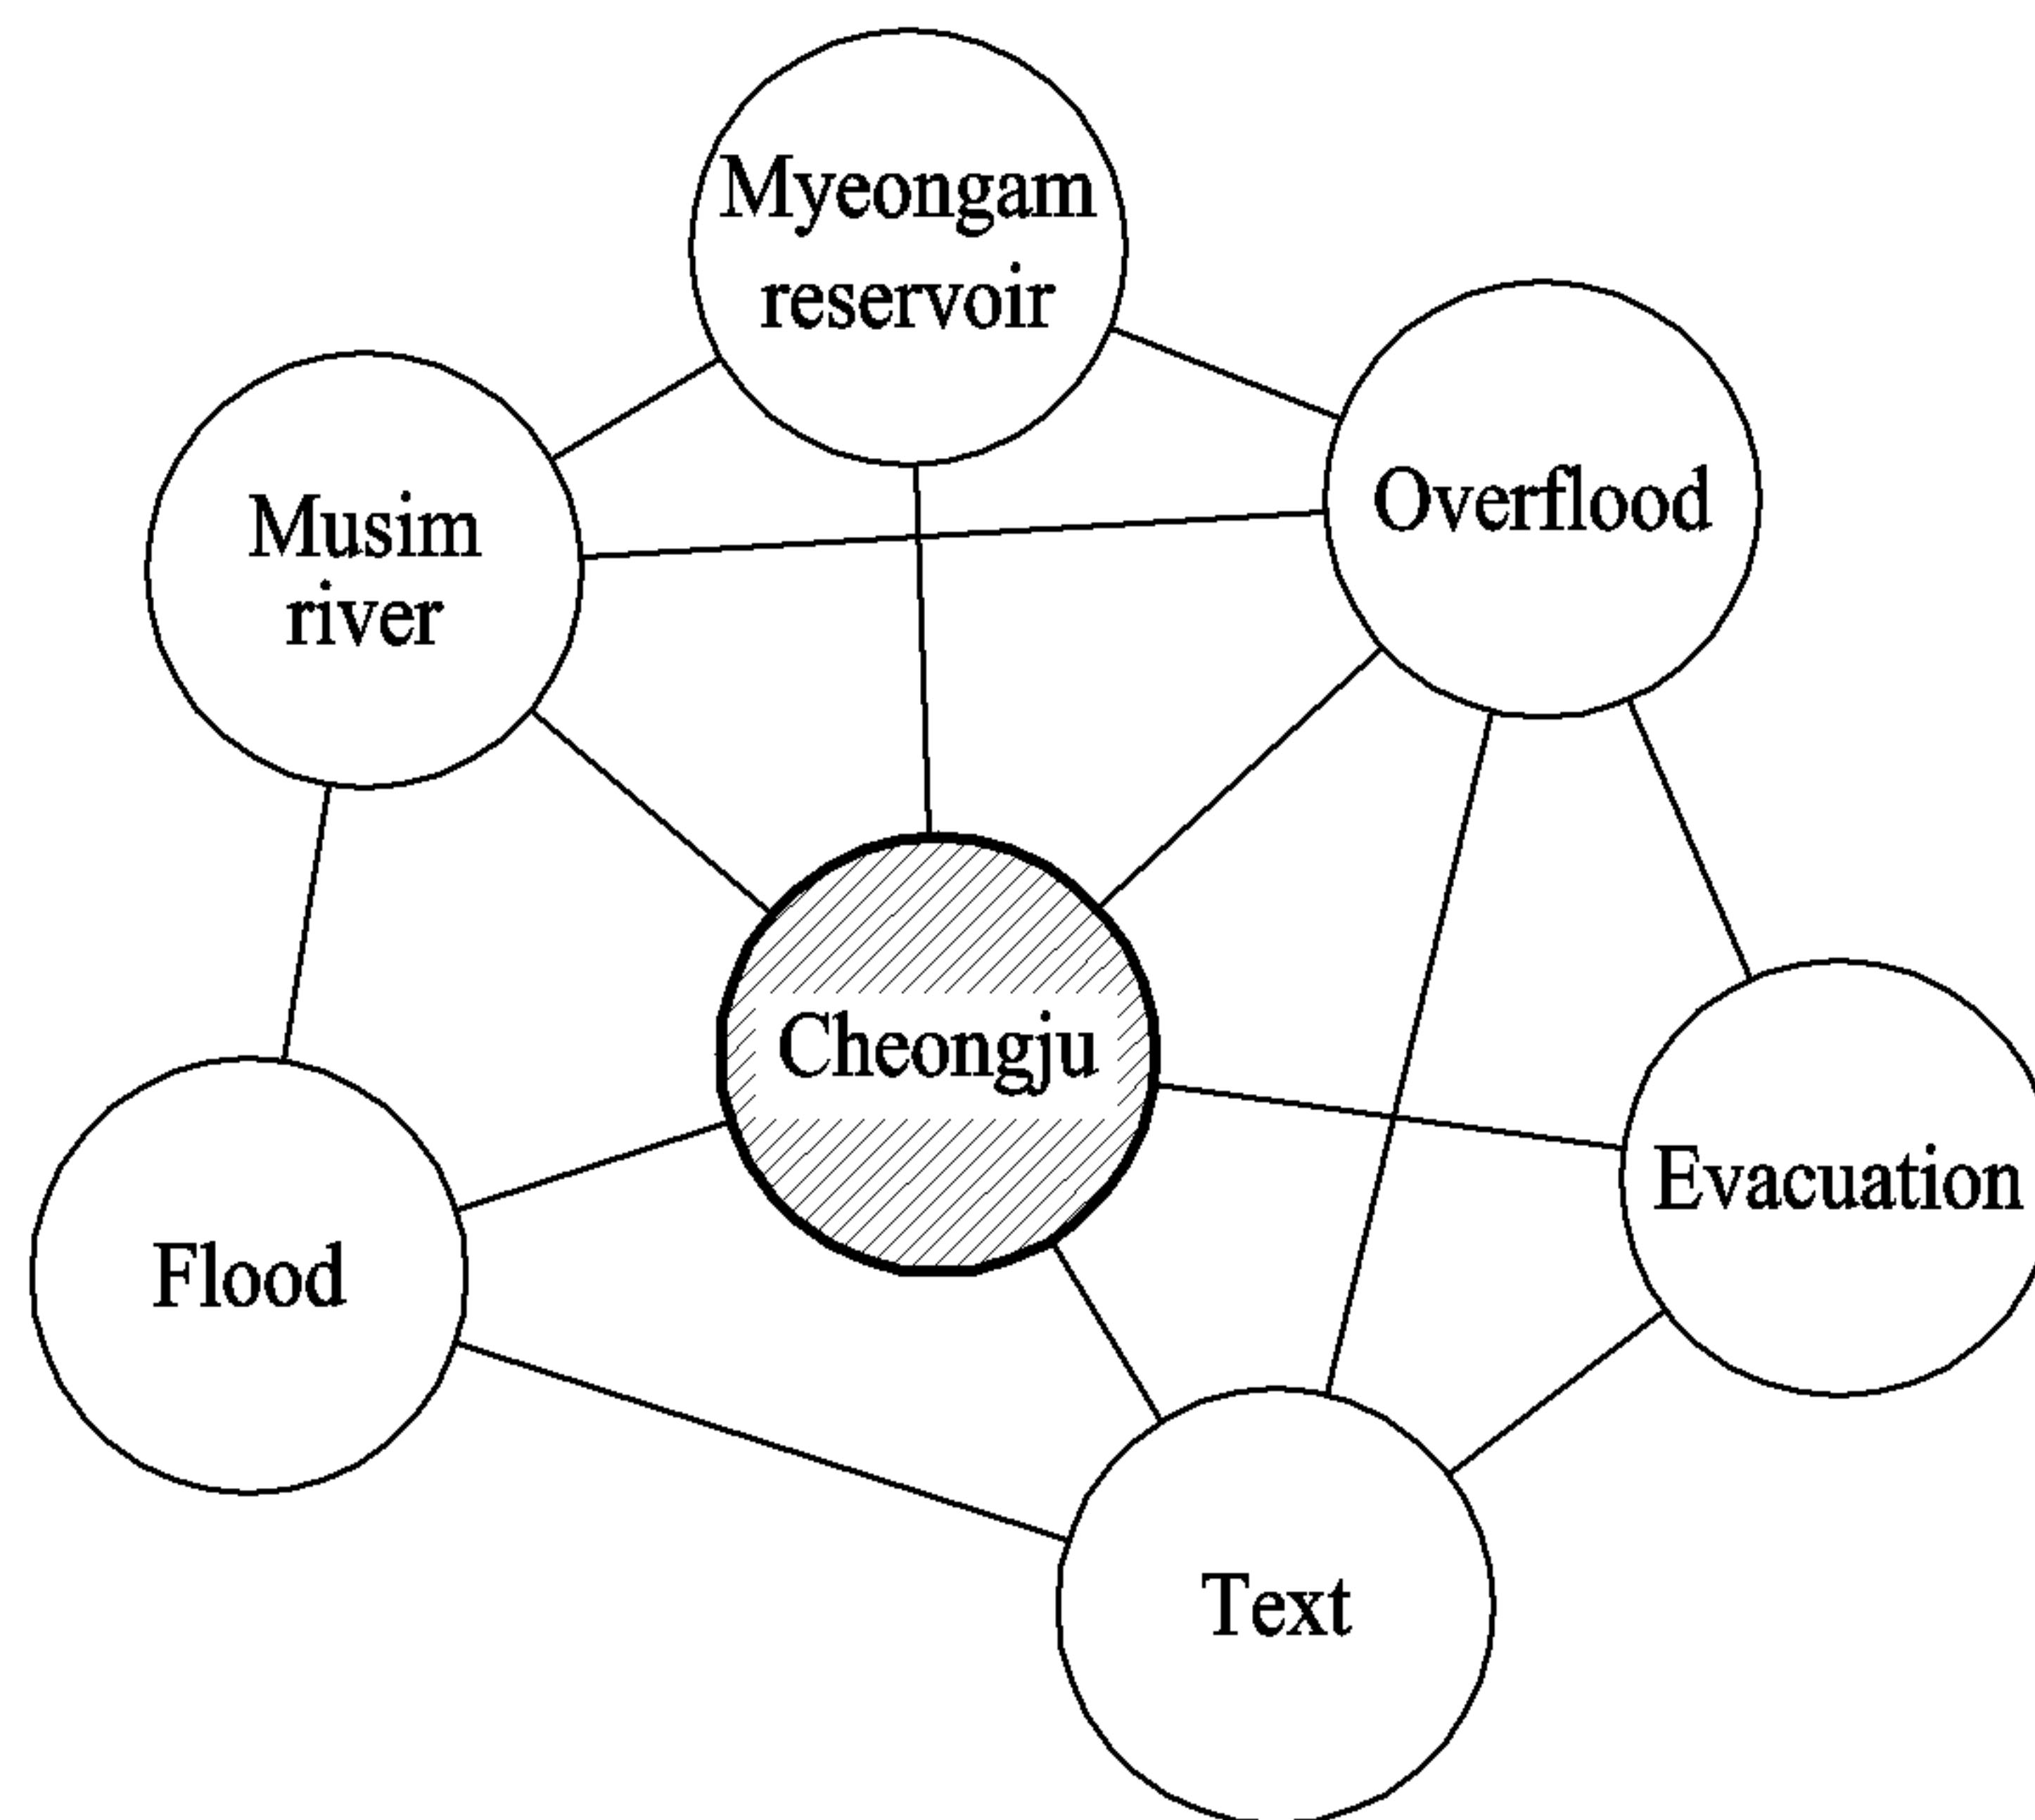 Myeongam
reservoir
Overflood
Musim
river
Cheongju
Evacuation
Flood
Text